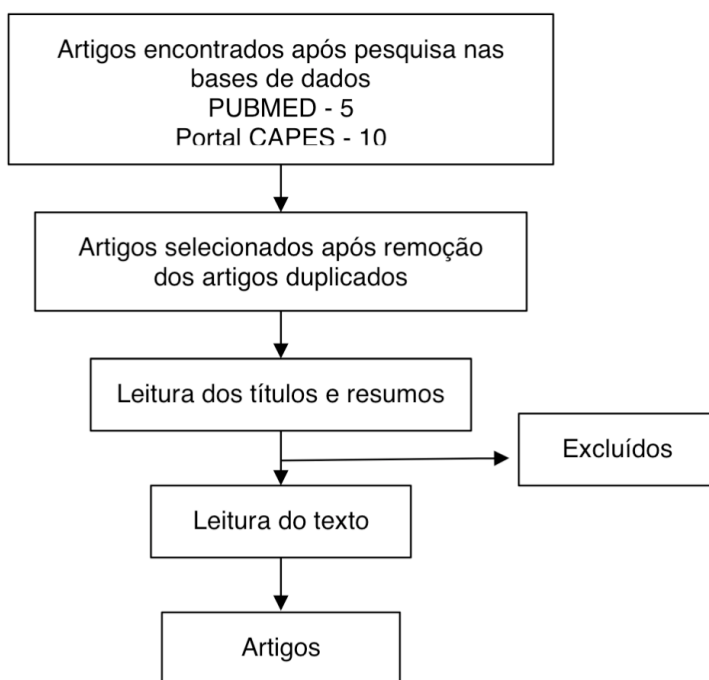 Artigos encontrados após pesquisa nas
bases de dados
PUBMED - 5
Portal CAPES - 10
Artigos selecionados após remoção
dos artigos duplicados
Leitura dos títulos e resumos
Excluídos
Leitura do texto
Artigos